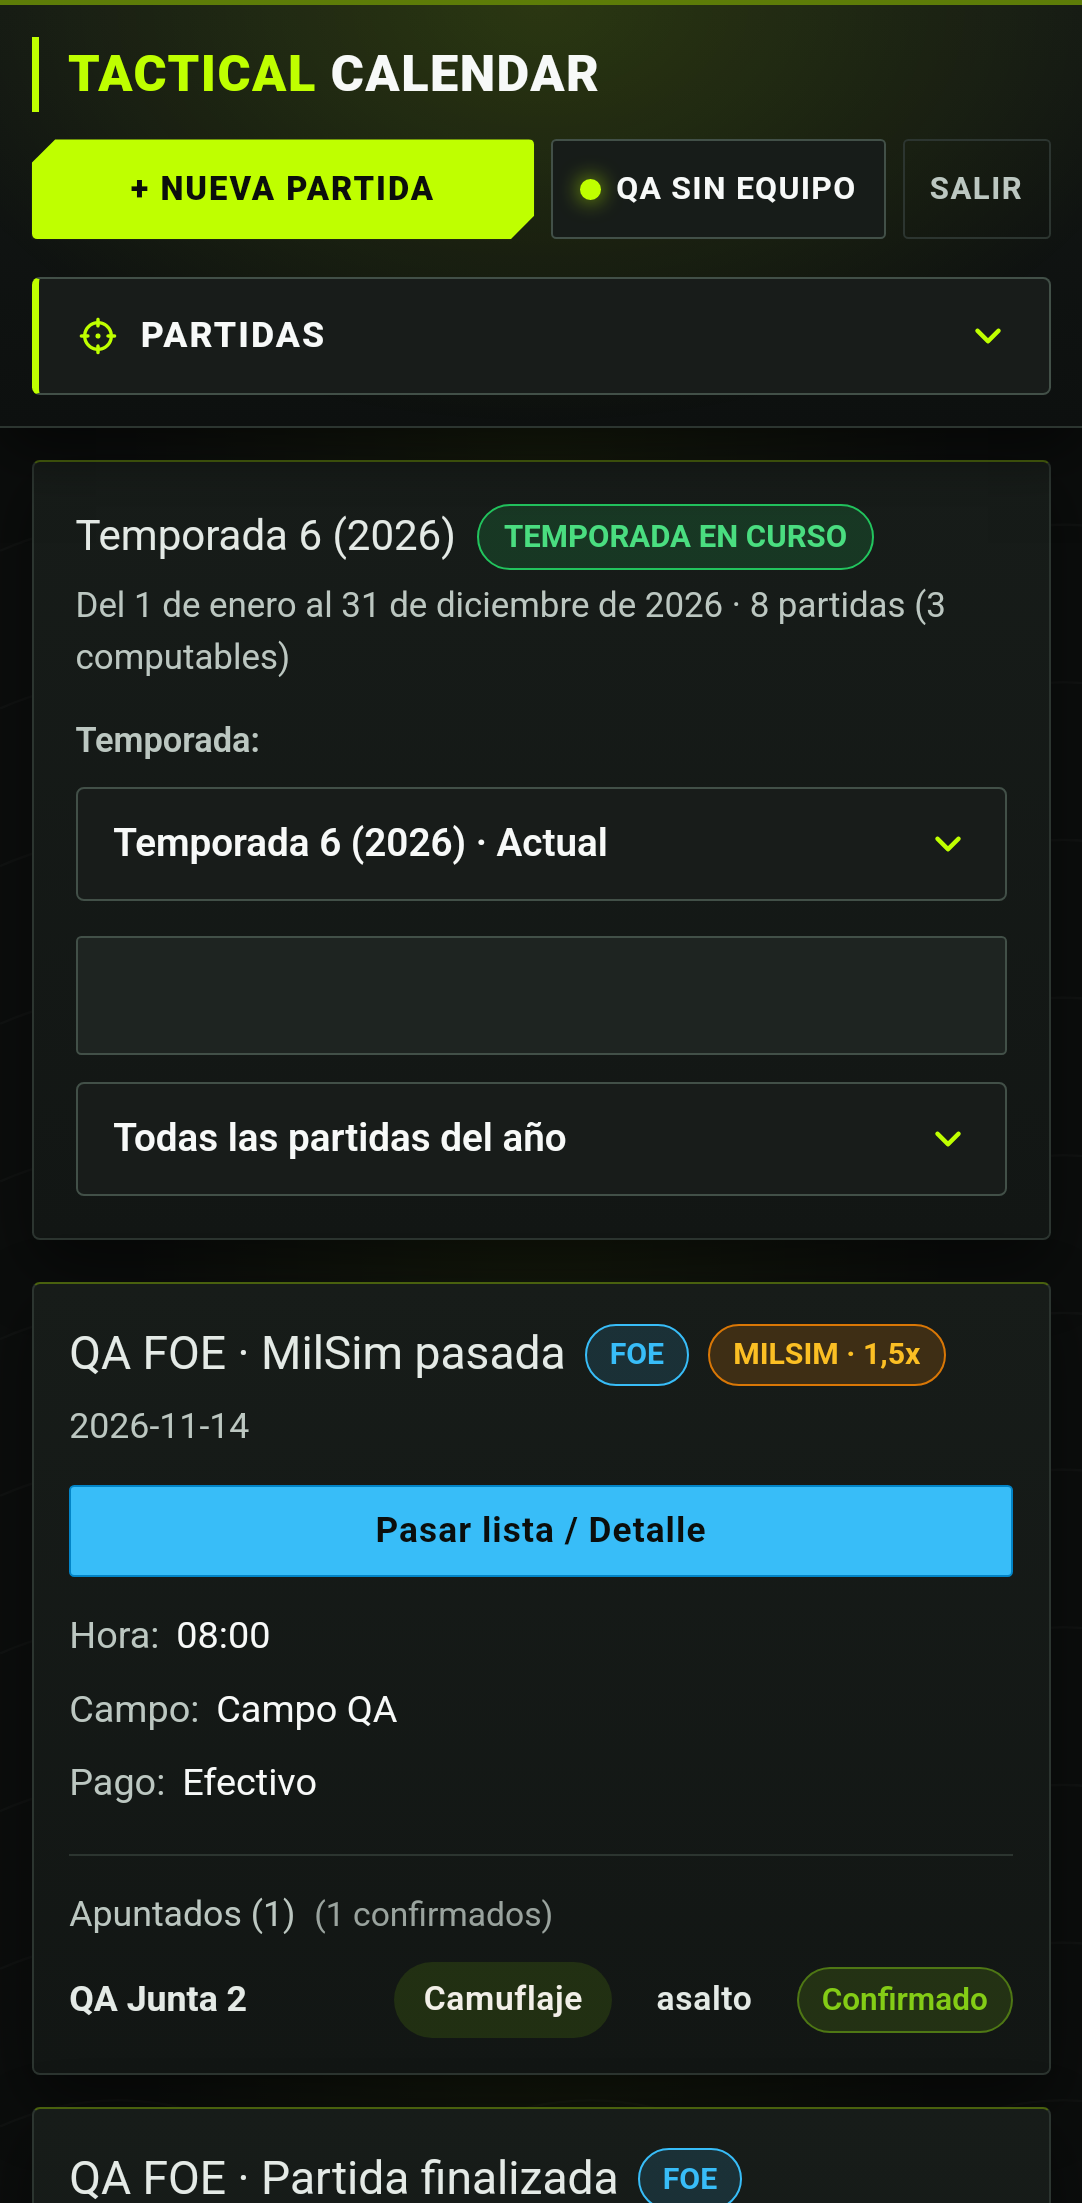 TACTICAL CALENDAR
+ NUEVA PARTIDA
QA SIN EQUIPO
SALIR
PARTIDAS
Temporada 6 (2026) TEMPORADA EN CURSO
Del 1 de enero al 31 de diciembre de 2026 · 8 partidas (3
computables)
Temporada:
Temporada 6 (2026) · Actual
Todas las partidas del año
QA FOE · MilSim pasada FOE MILSIM · 1,5x
2026-11-14
Pasar lista / Detalle
Hora: 08:00
Campo: Campo QA
Pago: Efectivo
Apuntados (1) (1 confirmados)
QA Junta 2 Camuflaje asalto Confirmado
QA FOE · Partida finalizada FOE